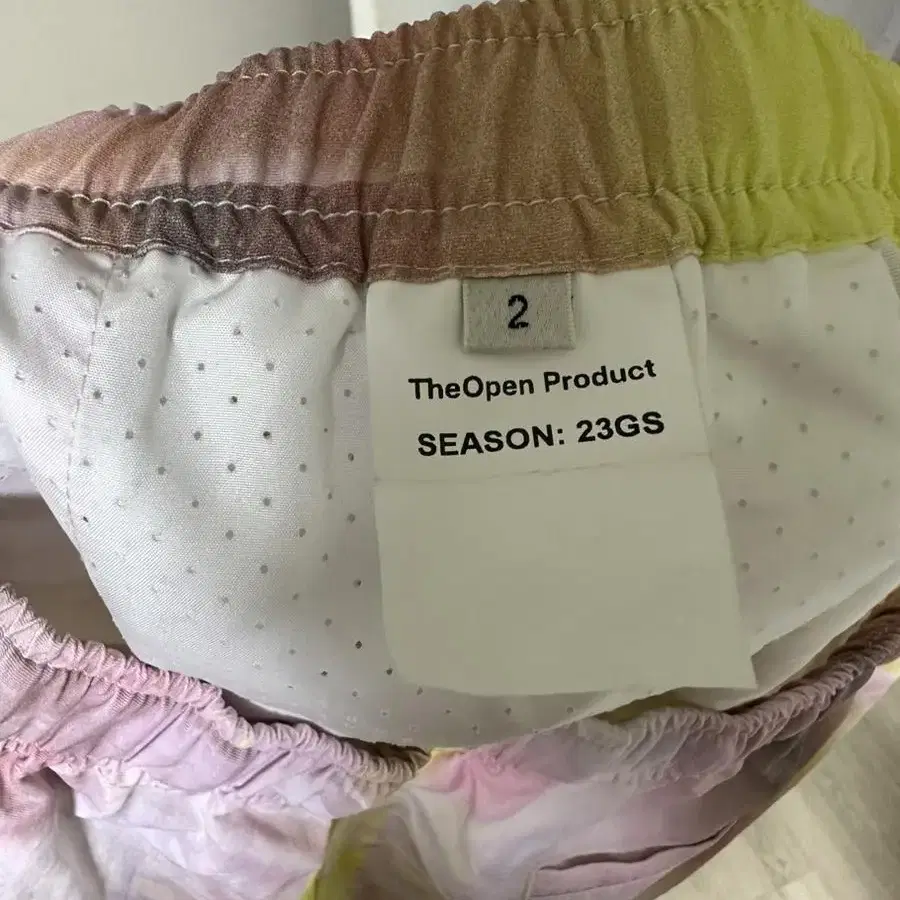 2
TheOpen Product
SEASON: 23GS